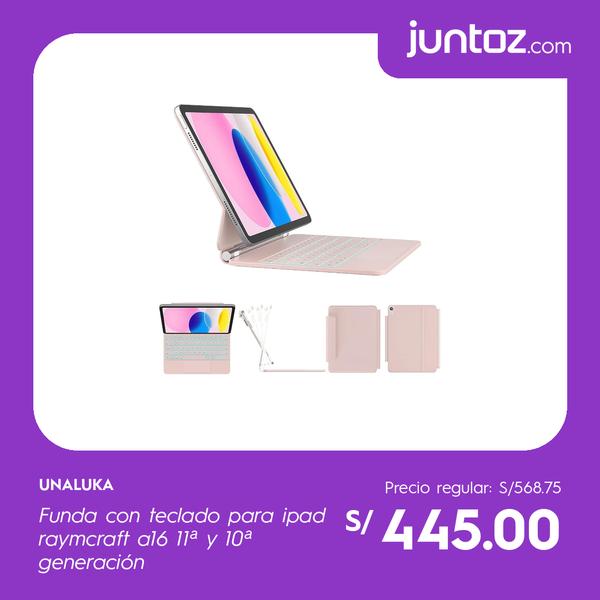 juntoz.com
UNALUKA
Funda con teclado para ipad
raymcraft a16 11ª y 10ª
generación
Precio regular: S/568.75
S/ 445.00